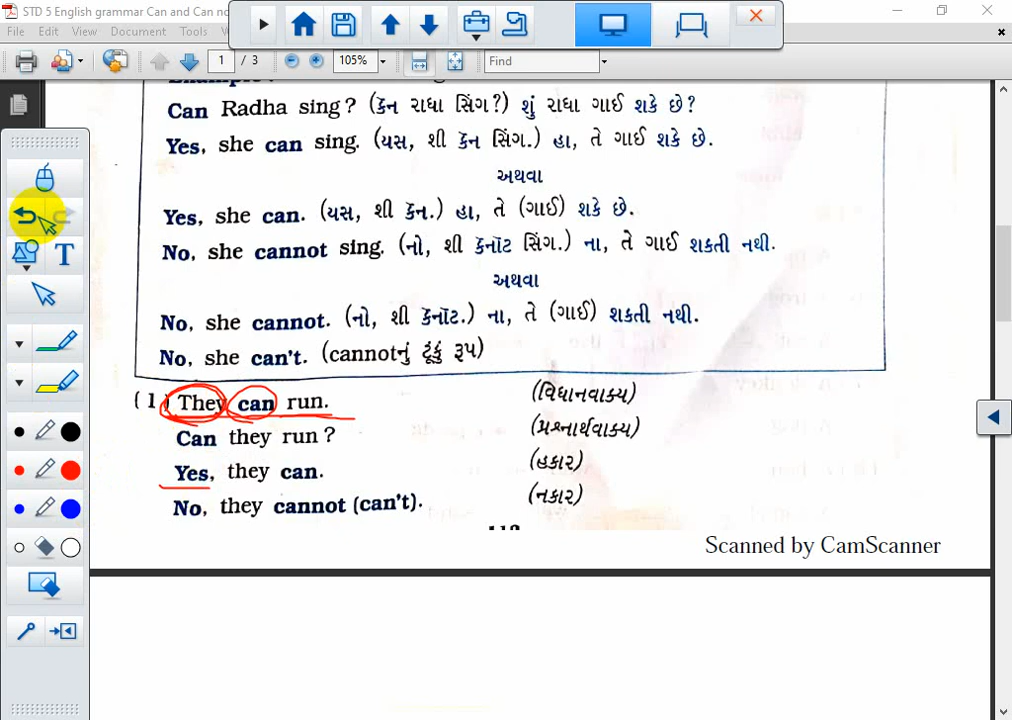 STD 5 English grammar Can and Can no
File Edit View Document Tools
1 / 3 105% Find
Example :
Can Radha sing ? (કૅન રાધા સિંગ?) શું રાધા ગાઈ શકે છે?
Yes, she can sing. (યસ, શી કૅન સિંગ.) હા, તે ગાઈ શકે છે.
અથવા
Yes, she can. (યસ, શી કૅન.) હા, તે (ગાઈ) શકે છે.
No, she cannot sing. (નો, શી કૅનૉટ સિંગ.) ના, તે ગાઈ શકતી નથી.
અથવા
No, she cannot. (નો, શી કૅનૉટ.) ના, તે (ગાઈ) શકતી નથી.
No, she can't. (cannotનું ટૂંકું રૂપ)
( 1 ) They can run. (વિધાનવાક્ય)
Can they run ? (પ્રશ્નાર્થવાક્ય)
Yes, they can. (હકાર)
No, they cannot (can't). (નકાર)
Scanned by CamScanner
T